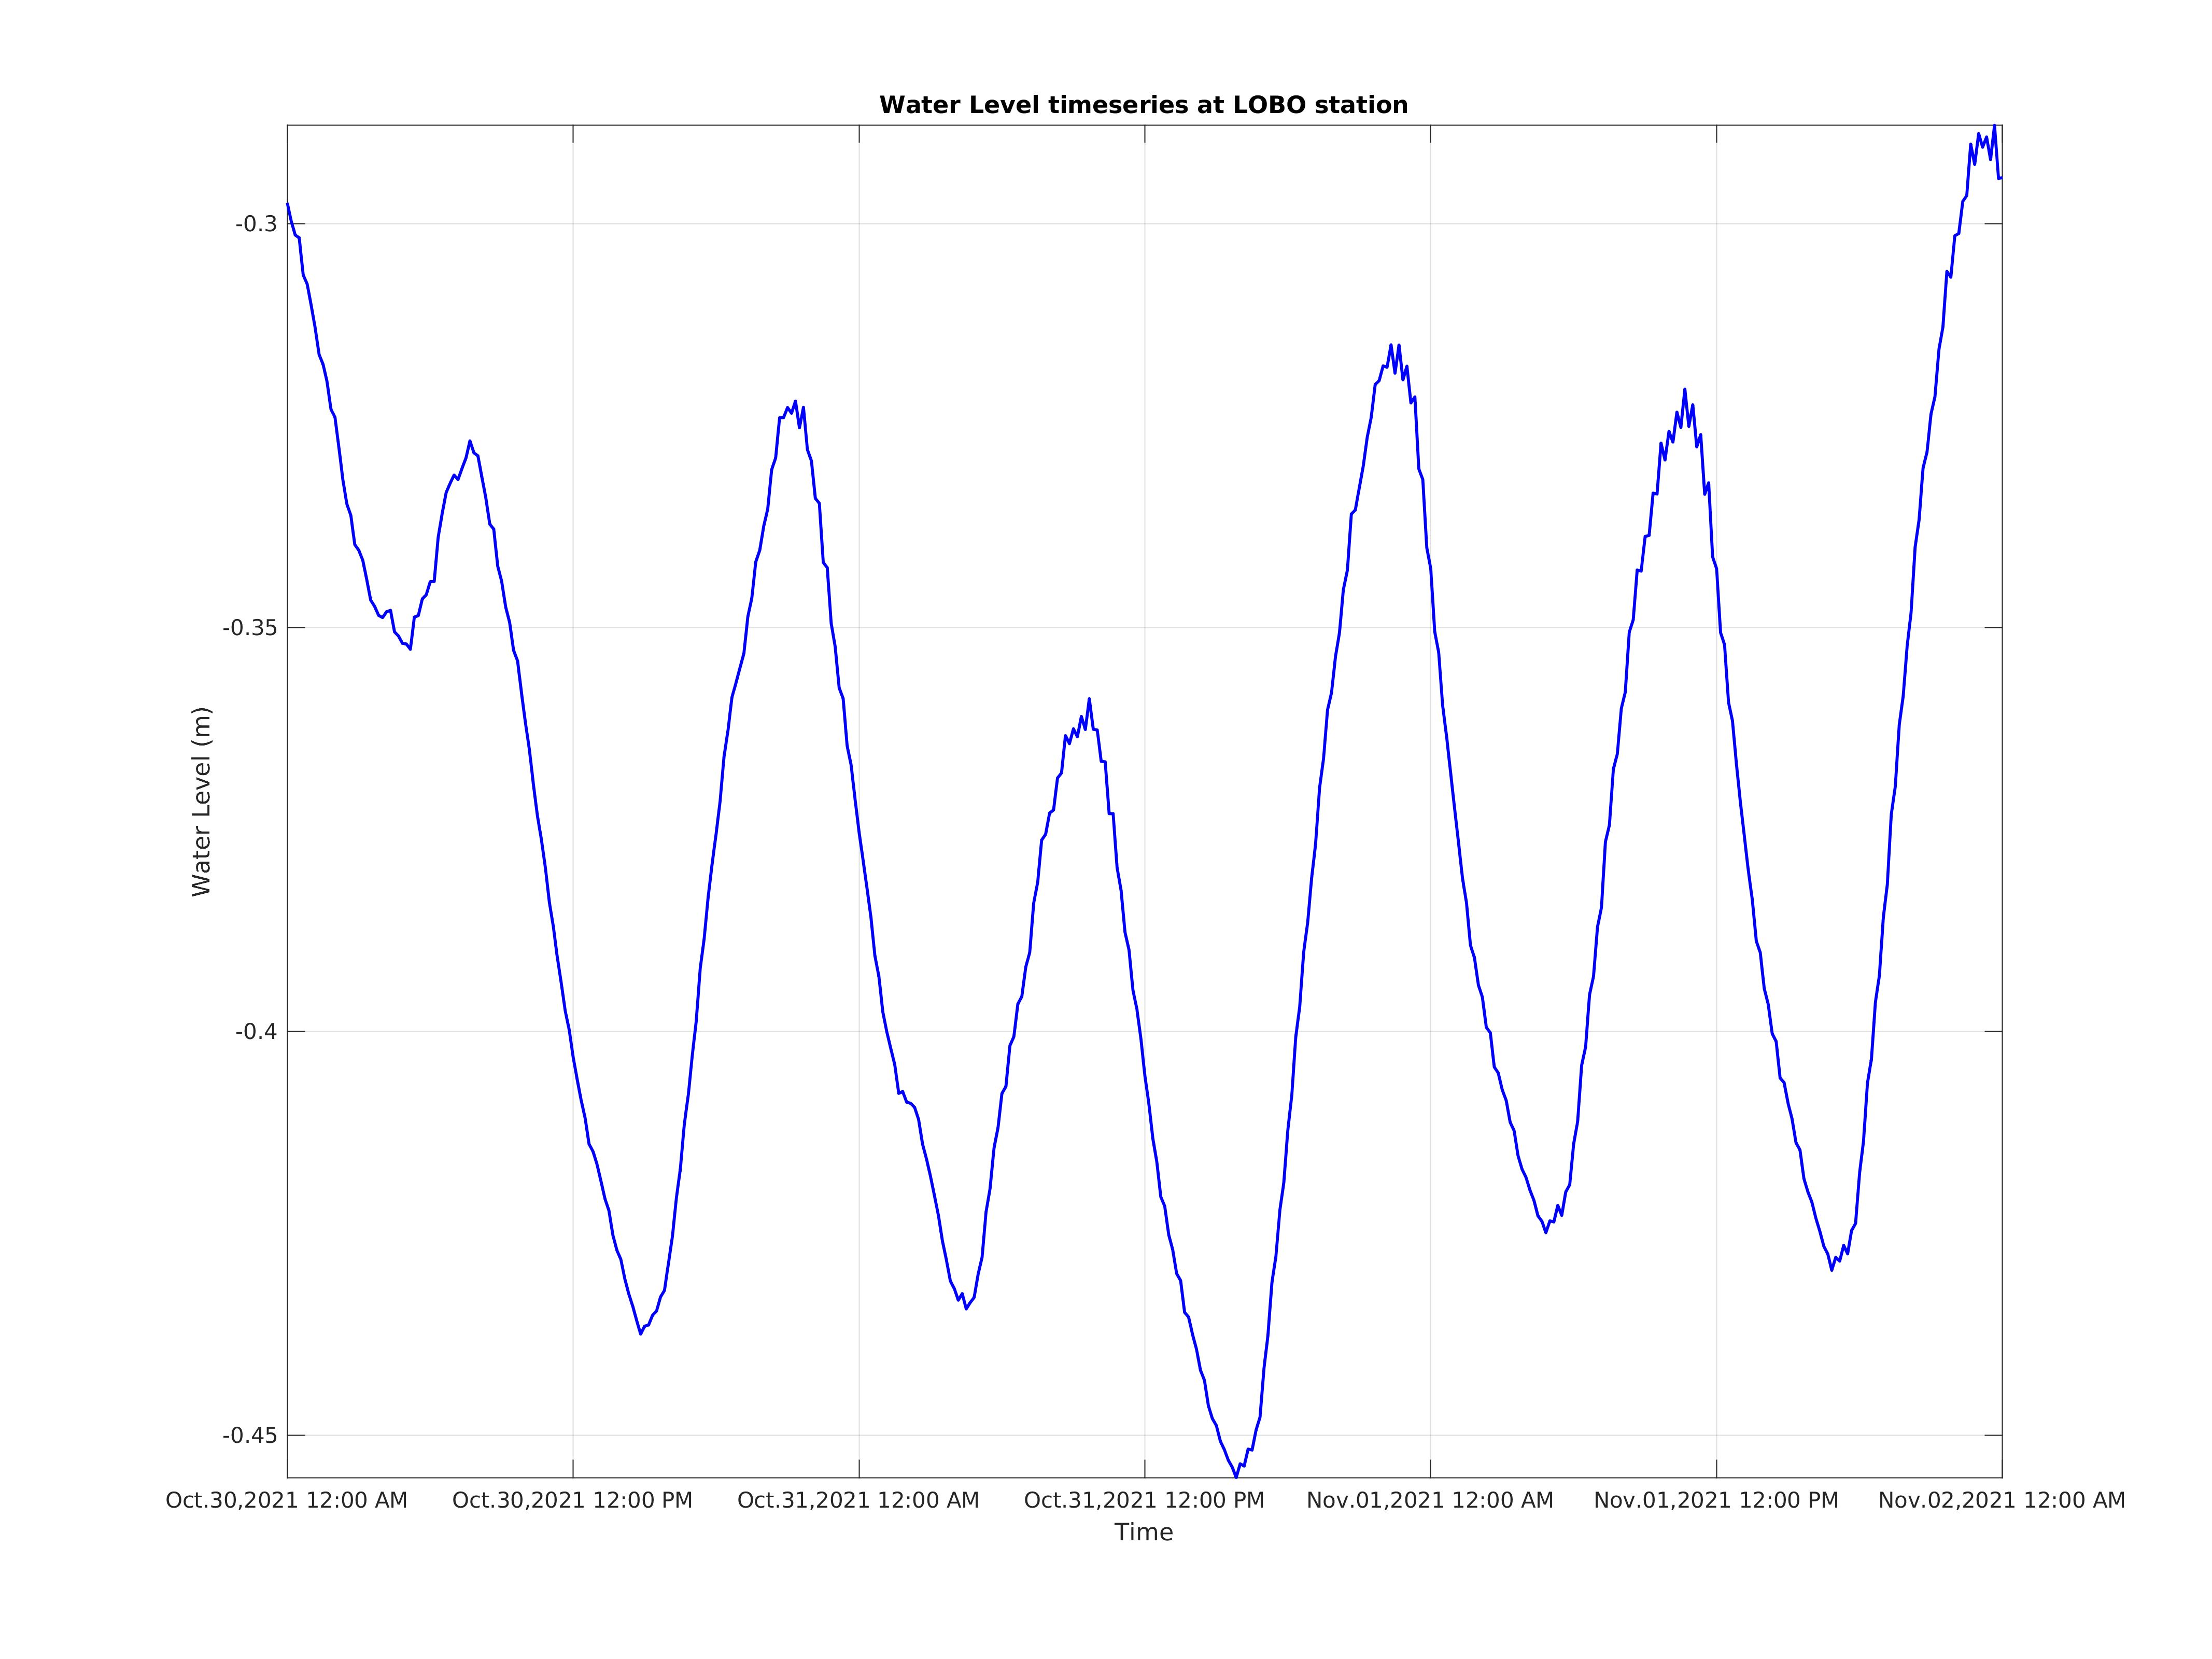 Water Level timeseries at LOBO station
-0.3
-0.35
-0.4
-0.45
Water Level (m)
Oct.30,2021 12:00 AM
Oct.30,2021 12:00 PM
Oct.31,2021 12:00 AM
Oct.31,2021 12:00 PM
Nov.01,2021 12:00 AM
Nov.01,2021 12:00 PM
Nov.02,2021 12:00 AM
Time